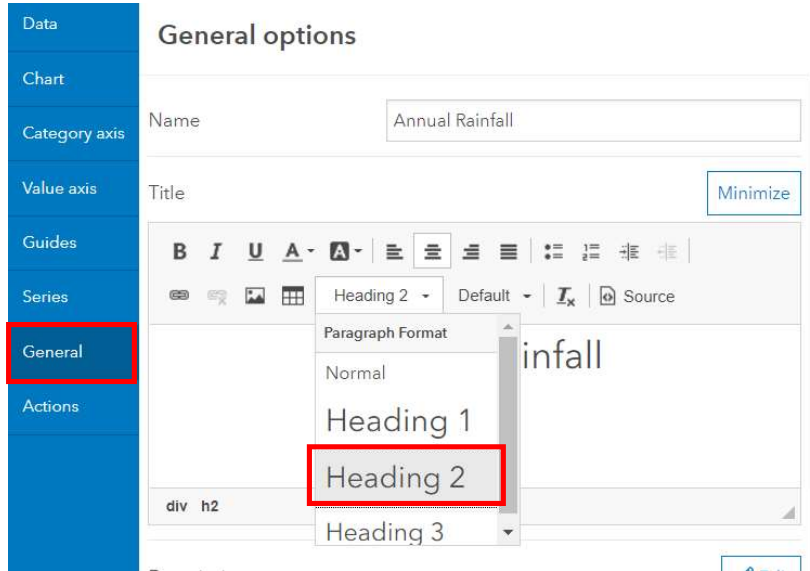 Data
Chart
Category axis
Value axis
Guides
Series
General
Actions
General options
Name
Annual Rainfall
Title
Minimize
B I U A A
Heading 2
Default
Source
Paragraph Format
Normal
Heading 1
Heading 2
Heading 3
infall
div h2